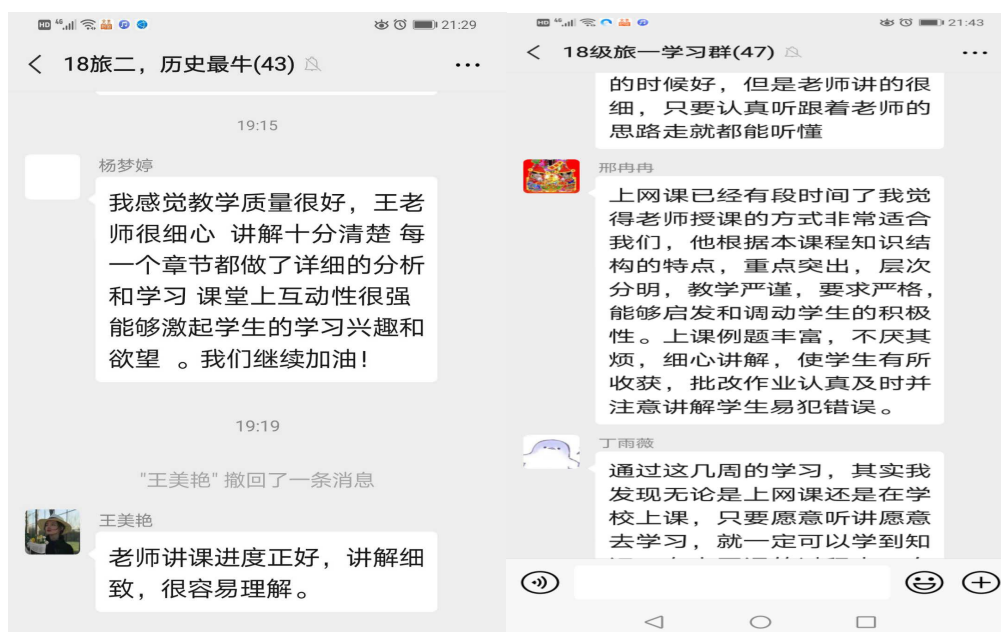 HD 46 21:29
18旅二，历史最牛(43)
19:15
杨梦婷
我感觉教学质量很好，王老
师很细心 讲解十分清楚 每
一个章节都做了详细的分析
和学习 课堂上互动性很强
能够激起学生的学习兴趣和
欲望 。我们继续加油！
19:19
"王美艳" 撤回了一条消息
王美艳
老师讲课进度正好，讲解细
致，很容易理解。
HD 46 21:43
18级旅一学习群(47)
的时候好，但是老师讲的很
细，只要认真听跟着老师的
思路走就都能听懂
邢冉冉
上网课已经有段时间了我觉
得老师授课的方式非常适合
我们，他根据本课程知识结
构的特点，重点突出，层次
分明，教学严谨，要求严格，
能够启发和调动学生的积极
性。上课例题丰富，不厌其
烦，细心讲解，使学生有所
收获，批改作业认真及时并
注意讲解学生易犯错误。
丁雨薇
通过这几周的学习，其实我
发现无论是上网课还是在学
校上课，只要愿意听讲愿意
去学习，就一定可以学到知